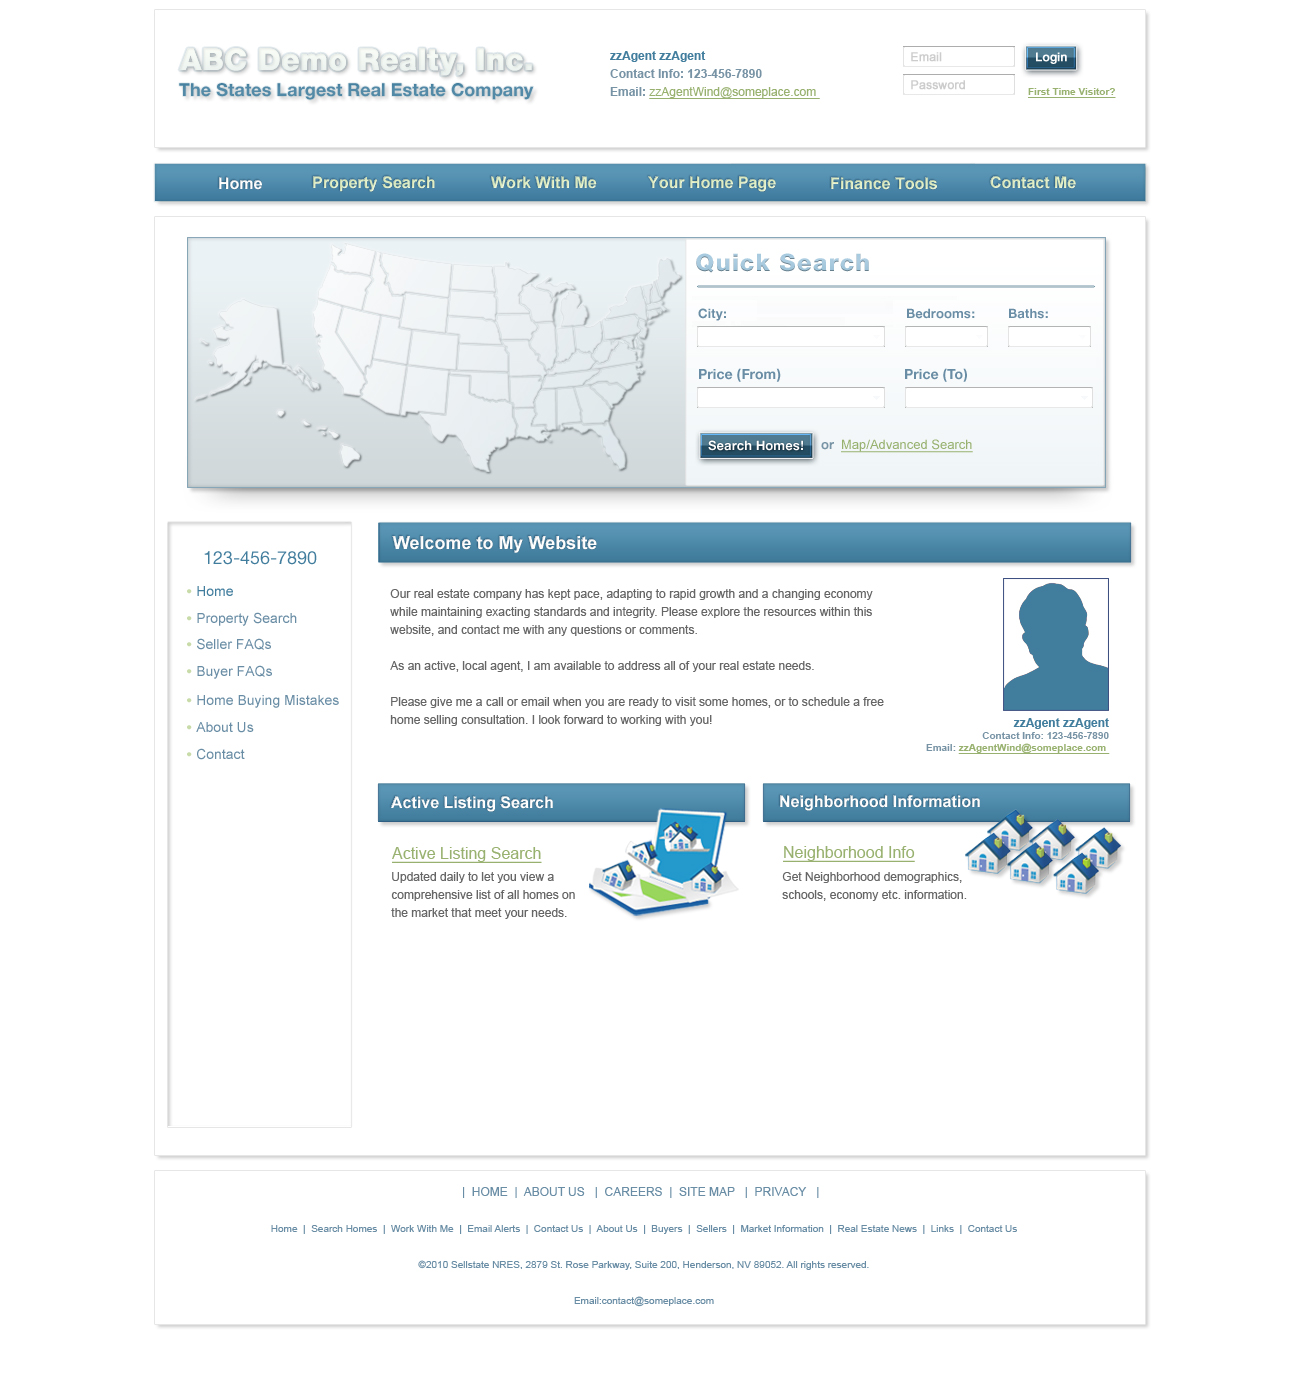 ABC Demo Realty, Inc.
The States Largest Real Estate Company
zzAgent zzAgent
Contact Info: 123-456-7890
Email: zzAgentWind@someplace.com
Email
Password
Login
First Time Visitor?
Home
Property Search
Work With Me
Your Home Page
Finance Tools
Contact Me
Quick Search
City:
Bedrooms:
Baths:
Price (From)
Price (To)
Search Homes! or Map/Advanced Search
123-456-7890
• Home
• Property Search
• Seller FAQs
• Buyer FAQs
• Home Buying Mistakes
• About Us
• Contact
Welcome to My Website
Our real estate company has kept pace, adapting to rapid growth and a changing economy
while maintaining exacting standards and integrity. Please explore the resources within this
website, and contact me with any questions or comments.
As an active, local agent, I am available to address all of your real estate needs.
Please give me a call or email when you are ready to visit some homes, or to schedule a free
home selling consultation. I look forward to working with you!
zzAgent zzAgent
Contact Info: 123-456-7890
Email: zzAgentWind@someplace.com
Active Listing Search
Active Listing Search
Updated daily to let you view a
comprehensive list of all homes on
the market that meet your needs.
Neighborhood Information
Neighborhood Info
Get Neighborhood demographics,
schools, economy etc. information.
| HOME | ABOUT US | CAREERS | SITE MAP | PRIVACY |
Home | Search Homes | Work With Me | Email Alerts | Contact Us | About Us | Buyers | Sellers | Market Information | Real Estate News | Links | Contact Us
©2010 Sellstate NRES, 2879 St. Rose Parkway, Suite 200, Henderson, NV 89052. All rights reserved.
Email:contact@someplace.com